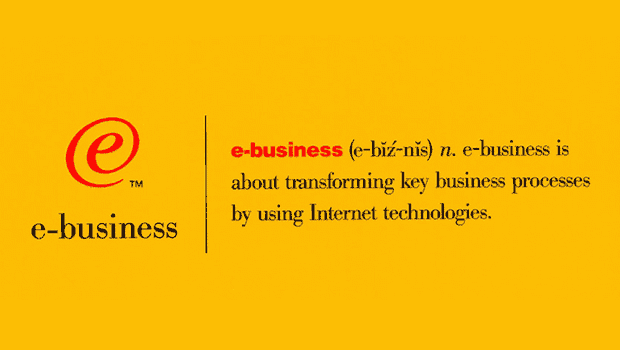 e ™
e-business
e-business (e-bĭź-nĭs) n. e-business is
about transforming key business processes
by using Internet technologies.